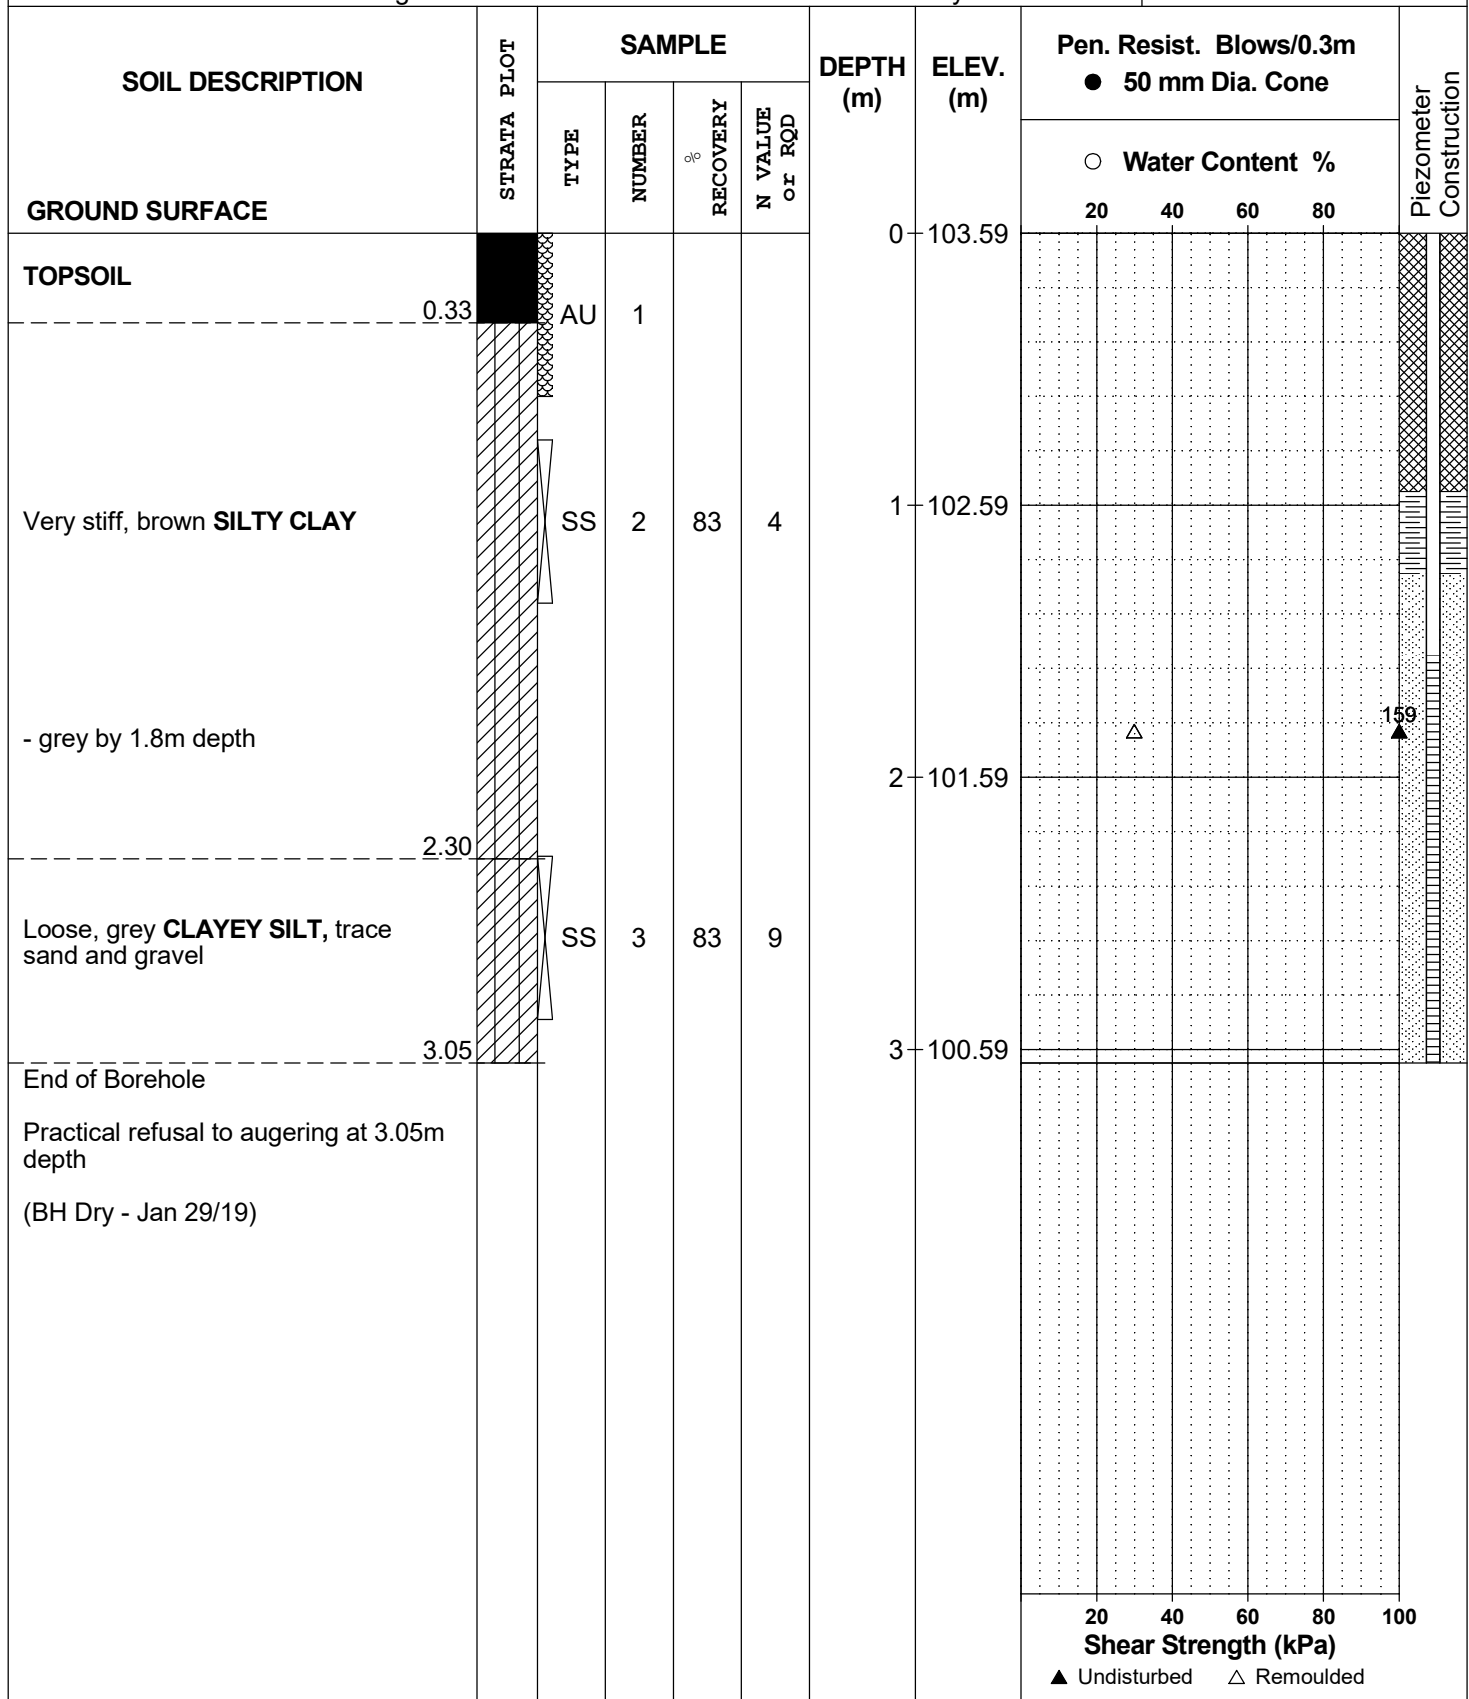 SOIL DESCRIPTION
GROUND SURFACE
STRATA PLOT
SAMPLE
TYPE
NUMBER
%
RECOVERY
N VALUE
or RQD
DEPTH
(m)
ELEV.
(m)
Pen. Resist. Blows/0.3m
● 50 mm Dia. Cone
○ Water Content %
20 40 60 80
Piezometer
Construction
0 103.59
TOPSOIL
0.33
AU 1
1 102.59
Very stiff, brown SILTY CLAY
SS 2 83 4
159
- grey by 1.8m depth
2 101.59
2.30
Loose, grey CLAYEY SILT, trace
sand and gravel
SS 3 83 9
3.05
3 100.59
End of Borehole
Practical refusal to augering at 3.05m
depth
(BH Dry - Jan 29/19)
20 40 60 80 100
Shear Strength (kPa)
▲ Undisturbed △ Remoulded